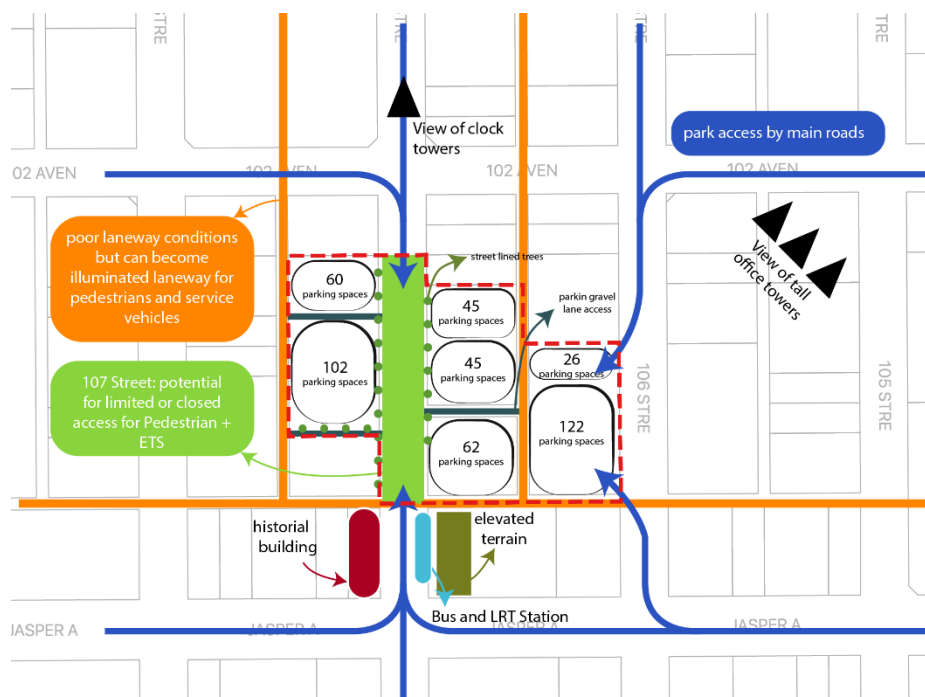 STRE
STRE
STRE
View of clock
towers
park access by main roads
02 AVEN
102 AVEN
102 AVEN
102 AVEN
poor laneway conditions
but can become
illuminated laneway for
pedestrians and service
vehicles
View of tall
office towers
street lined trees
60
parking spaces
45
parking spaces
parkin gravel
lane access
102
parking spaces
45
parking spaces
26
parking spaces
107 Street: potential
for limited or closed
access for Pedestrian +
ETS
106 STRE
105 STREE
62
parking spaces
122
parking spaces
historial
building
elevated
terrain
Bus and LRT Station
JASPER A
JASPER A
JASPER A
JASPER A